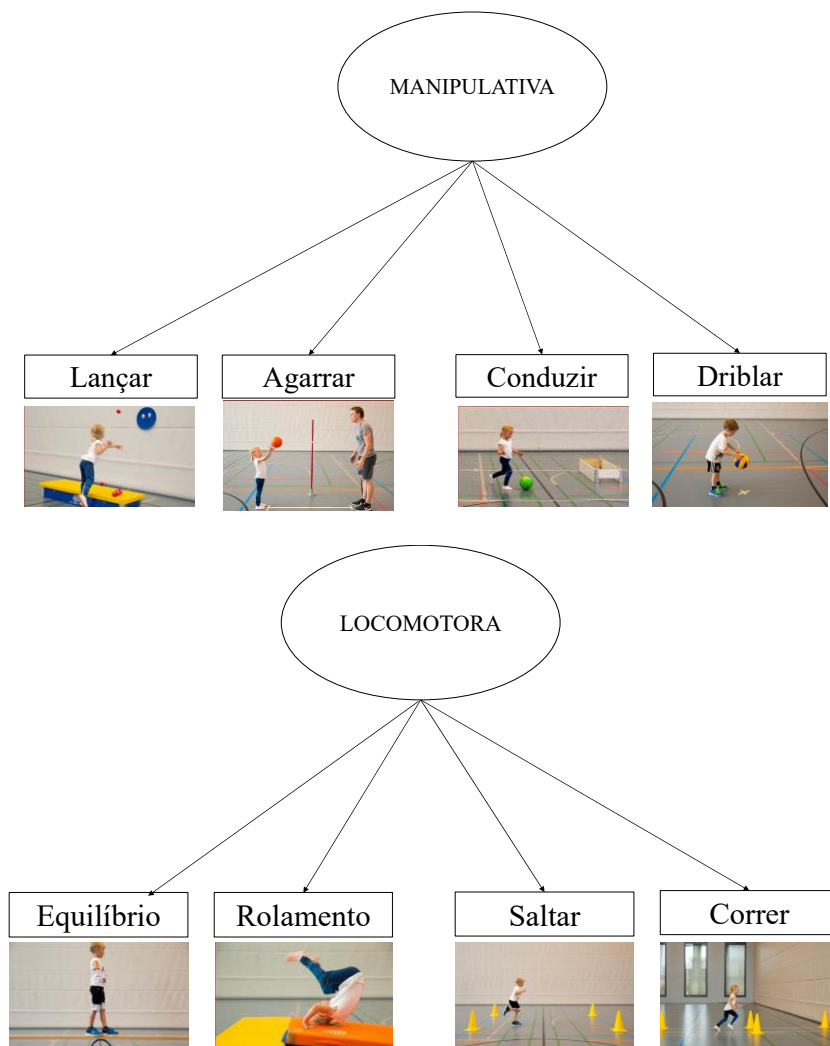 MANIPULATIVA
Lançar
Agarrar
Conduzir
Driblar
LOCOMOTORA
Equilíbrio
Rolamento
Saltar
Correr